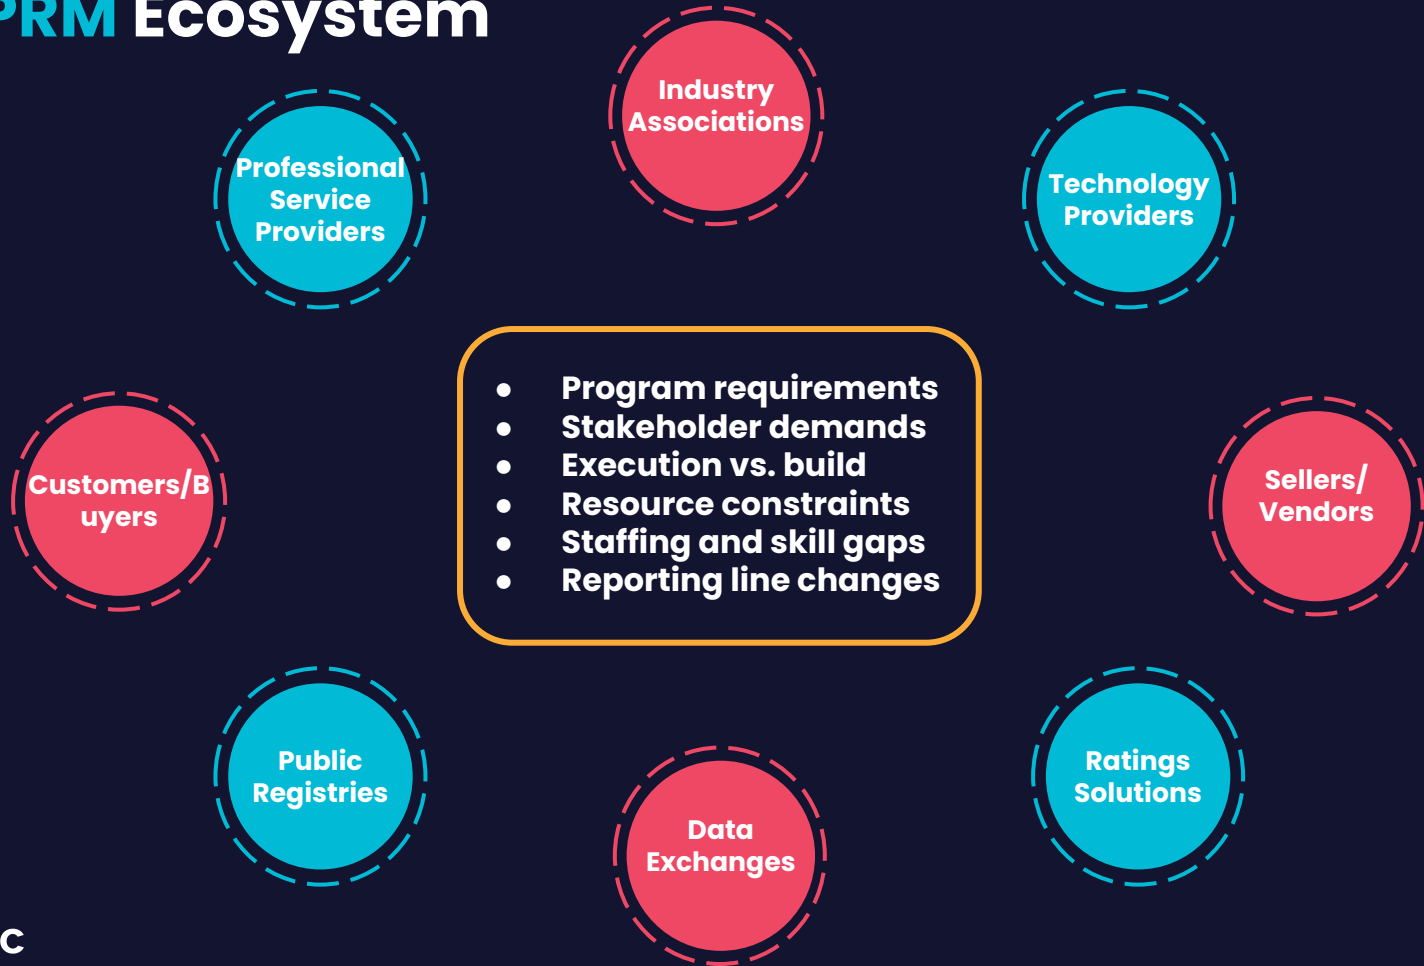 PRM Ecosystem
Industry
Associations
Professional
Service
Providers
Technology
Providers
● Program requirements
● Stakeholder demands
● Execution vs. build
● Resource constraints
● Staffing and skill gaps
● Reporting line changes
Customers/B
uyers
Sellers/
Vendors
Public
Registries
Ratings
Solutions
Data
Exchanges
c